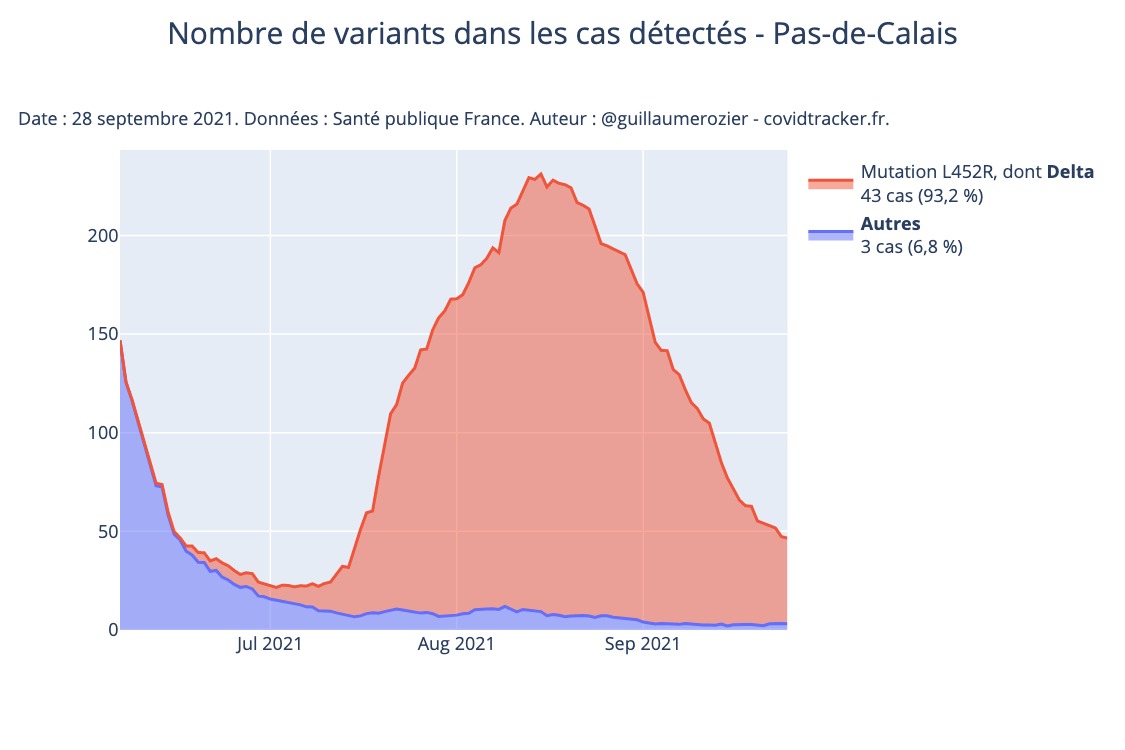 Nombre de variants dans les cas détectés - Pas-de-Calais
Date : 28 septembre 2021. Données : Santé publique France. Auteur : @guillaumerozier - covidtracker.fr.
Mutation L452R, dont Delta
43 cas (93,2 %)
Autres
3 cas (6,8 %)
200
150
100
50
0
Jul 2021
Aug 2021
Sep 2021